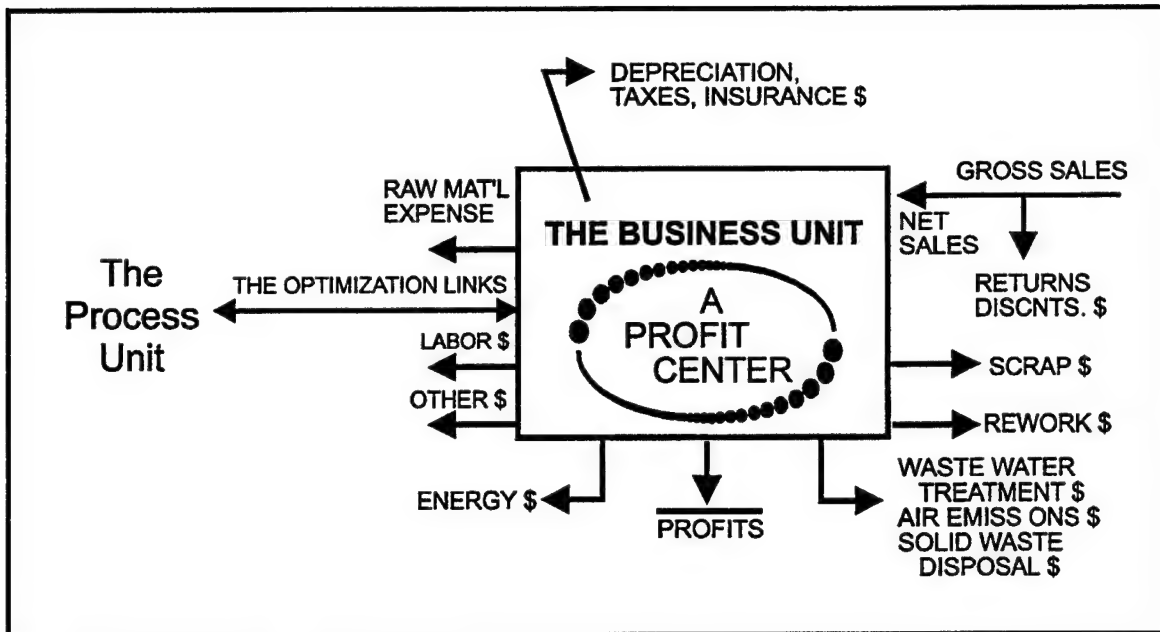 DEPRECIATION,
TAXES, INSURANCE $
GROSS SALES
RAW MAT'L
EXPENSE
NET
SALES
THE BUSINESS UNIT
RETURNS
DISCNTS. $
The
Process
Unit
THE OPTIMIZATION LINKS
A
PROFIT
CENTER
LABOR $
SCRAP $
OTHER $
REWORK $
ENERGY $
PROFITS
WASTE WATER
TREATMENT $
AIR EMISS ONS $
SOLID WASTE
DISPOSAL $